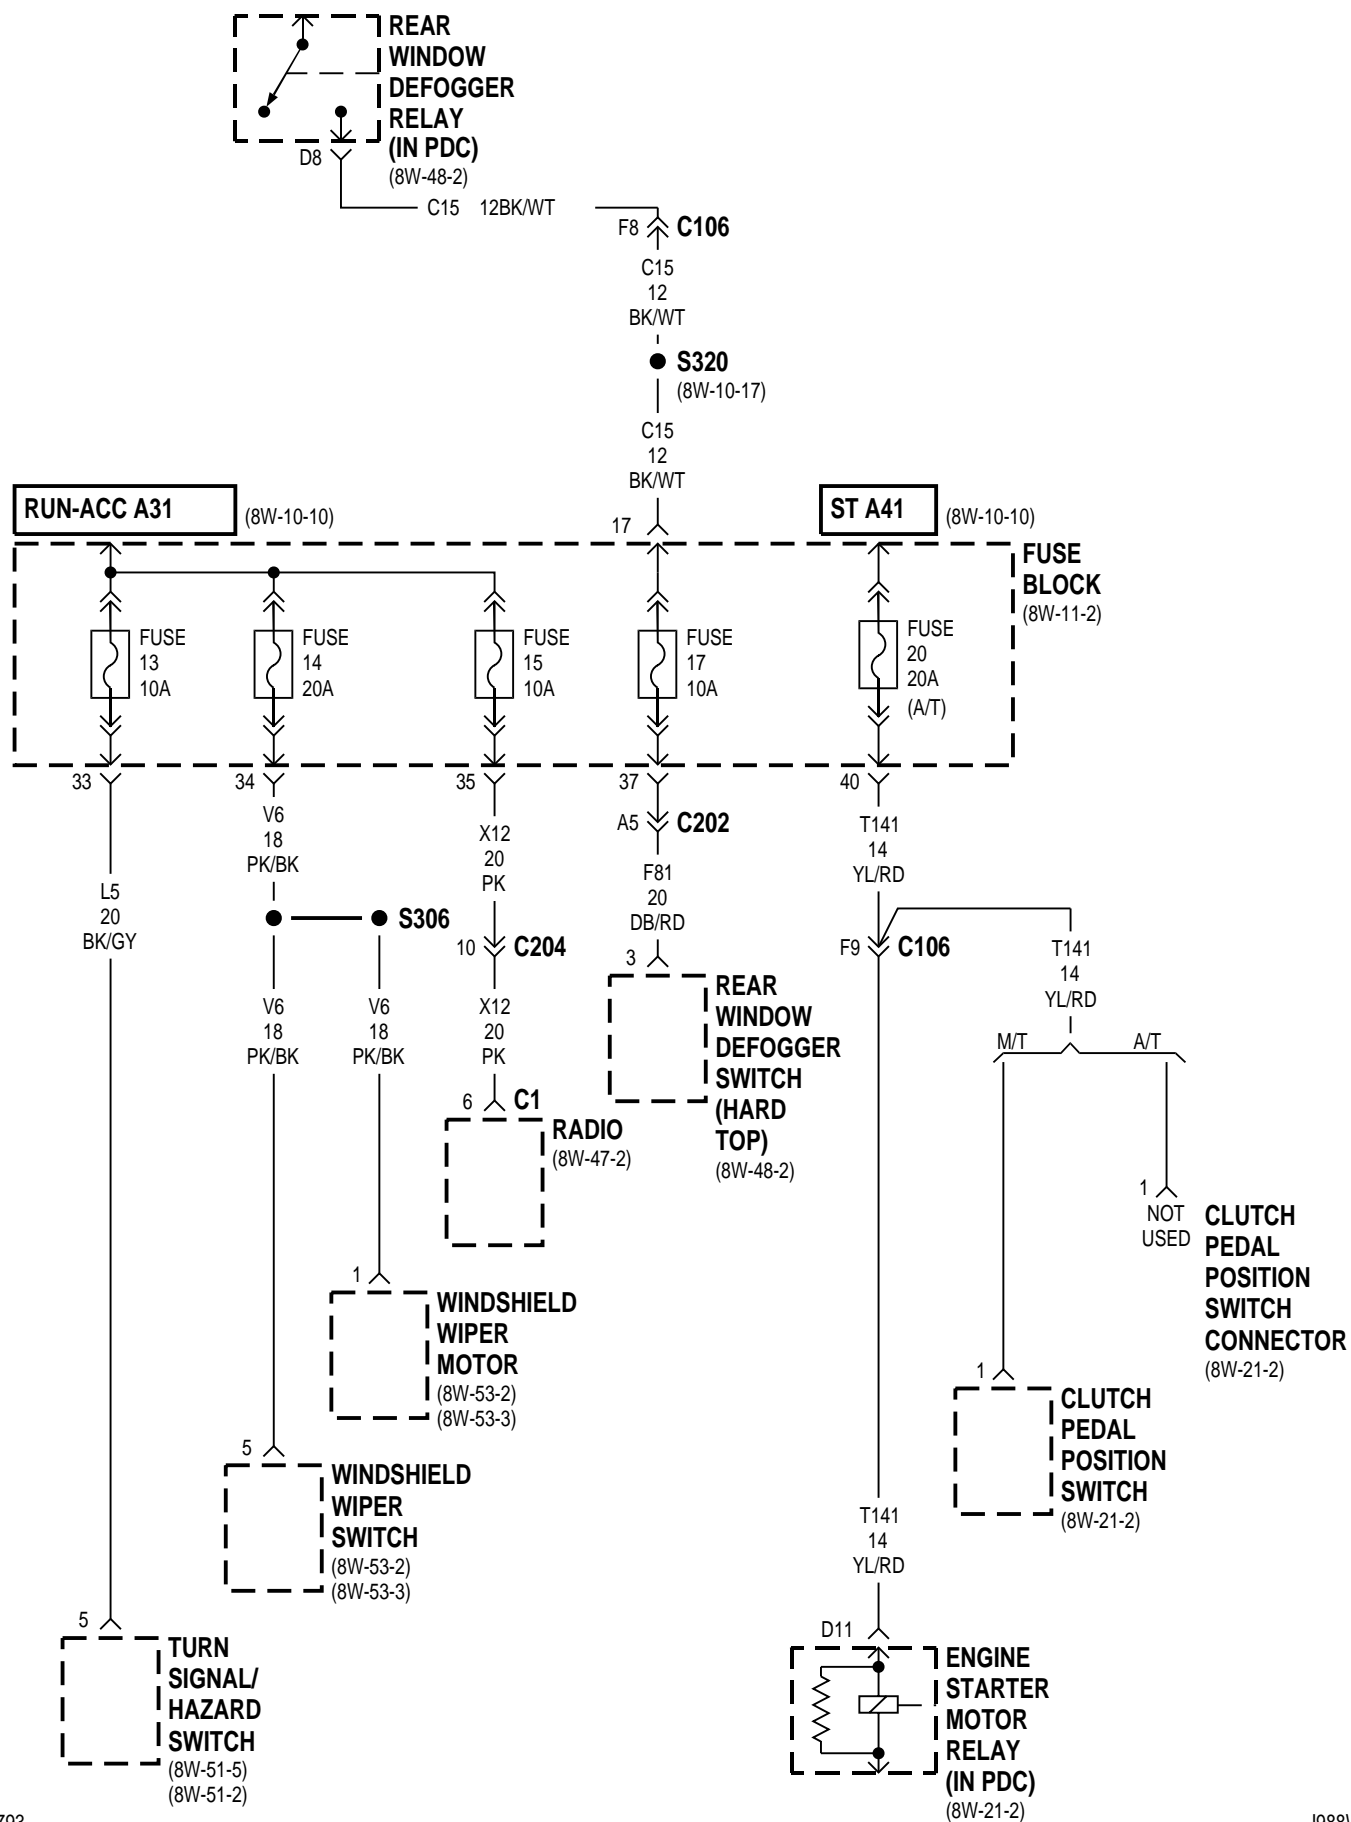 REAR
WINDOW
DEFOGGER
RELAY
(IN PDC)
(8W-48-2)
D8
C15 12BK/WT
F8 C106
C15
12
BK/WT
S320
(8W-10-17)
C15
12
BK/WT
RUN-ACC A31 (8W-10-10)
17
ST A41 (8W-10-10)
FUSE
BLOCK
(8W-11-2)
FUSE
13
10A
FUSE
14
20A
FUSE
15
10A
FUSE
17
10A
FUSE
20
20A
(A/T)
33
34
35
37
40
L5
20
BK/GY
V6
18
PK/BK
S306
V6
18
PK/BK
V6
18
PK/BK
X12
20
PK
10 C204
X12
20
PK
6 C1
RADIO
(8W-47-2)
A5 C202
F81
20
DB/RD
3
REAR
WINDOW
DEFOGGER
SWITCH
(HARD
TOP)
(8W-48-2)
T141
14
YL/RD
F9 C106
T141
14
YL/RD
M/T A/T
1
NOT
USED
CLUTCH
PEDAL
POSITION
SWITCH
CONNECTOR
(8W-21-2)
1
WINDSHIELD
WIPER
MOTOR
(8W-53-2)
(8W-53-3)
1
CLUTCH
PEDAL
POSITION
SWITCH
(8W-21-2)
5
WINDSHIELD
WIPER
SWITCH
(8W-53-2)
(8W-53-3)
T141
14
YL/RD
5
TURN
SIGNAL/
HAZARD
SWITCH
(8W-51-5)
(8W-51-2)
D11
ENGINE
STARTER
MOTOR
RELAY
(IN PDC)
(8W-21-2)